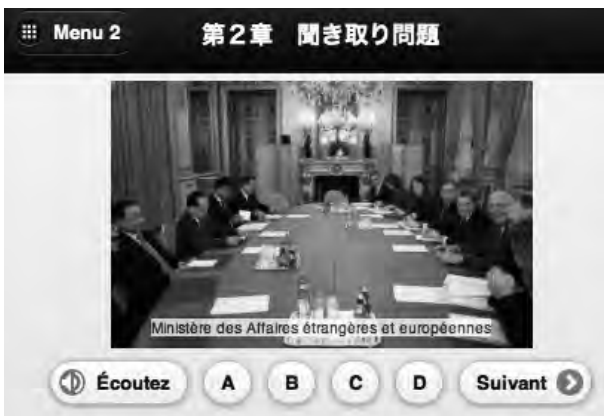 Menu 2 第2章 聞き取り問題
Ministère des Affaires étrangères et européennes
Écoutez A B C D Suivant